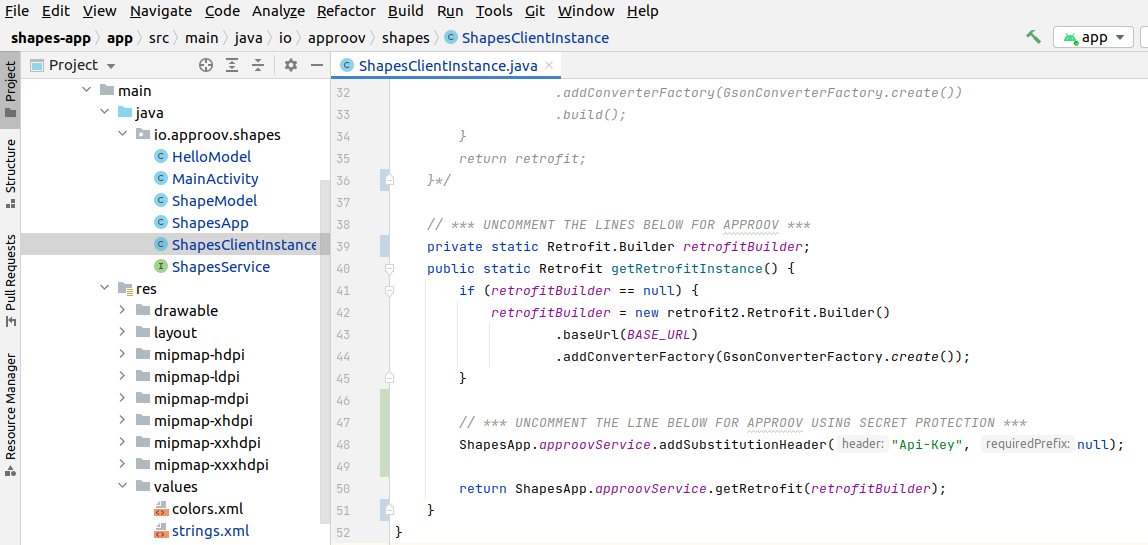 File Edit View Navigate Code Analyze Refactor Build Run Tools Git Window Help
shapes-app app src main java io approov shapes ShapesClientInstance app
Project
Project
Structure
Pull Requests
Resource Manager
main
java
io.approov.shapes
HelloModel
MainActivity
ShapeModel
ShapesApp
ShapesClientInstance
ShapesService
res
drawable
layout
mipmap-hdpi
mipmap-ldpi
mipmap-mdpi
mipmap-xhdpi
mipmap-xxhdpi
mipmap-xxxhdpi
values
colors.xml
strings.xml
ShapesClientInstance.java
32 .addConverterFactory(GsonConverterFactory.create())
33 .build();
34 }
35 return retrofit;
36 }*/
37
38 // *** UNCOMMENT THE LINES BELOW FOR APPROOV ***
39 private static Retrofit.Builder retrofitBuilder;
40 public static Retrofit getRetrofitInstance() {
41 if (retrofitBuilder == null) {
42 retrofitBuilder = new retrofit2.Retrofit.Builder()
43 .baseUrl(BASE_URL)
44 .addConverterFactory(GsonConverterFactory.create());
45 }
46
47 // *** UNCOMMENT THE LINE BELOW FOR APPROOV USING SECRET PROTECTION ***
48 ShapesApp.approovService.addSubstitutionHeader( header: "Api-Key", requiredPrefix: null);
49
50 return ShapesApp.approovService.getRetrofit(retrofitBuilder);
51 }
52 }